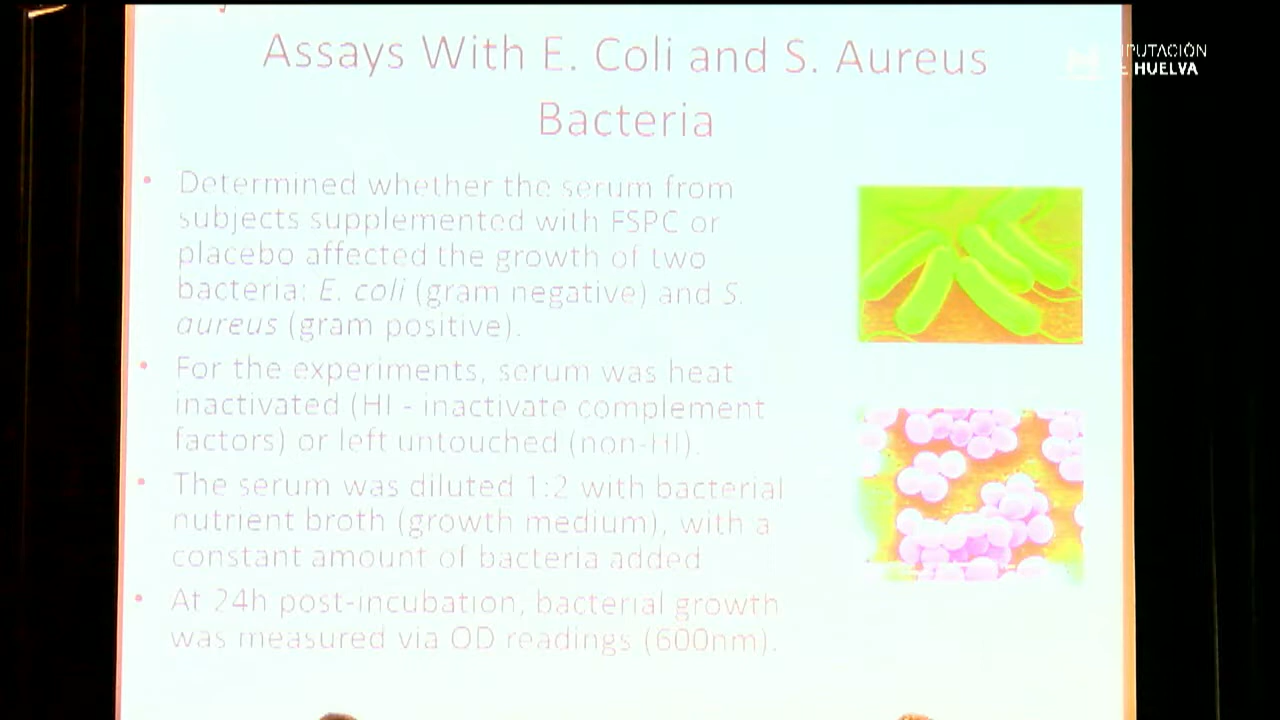 Assays With E. Coli and S. Aureus
Bacteria
• Determined whether the serum from
subjects supplemented with FSPC or
placebo affected the growth of two
bacteria: E. coli (gram negative) and S.
aureus (gram positive).
• For the experiments, serum was heat
inactivated (HI - inactivate complement
factors) or left untouched (non-HI).
• The serum was diluted 1:2 with bacterial
nutrient broth (growth medium), with a
constant amount of bacteria added
• At 24h post-incubation, bacterial growth
was measured via OD readings (600nm).
IPUTACIÓN
E HUELVA